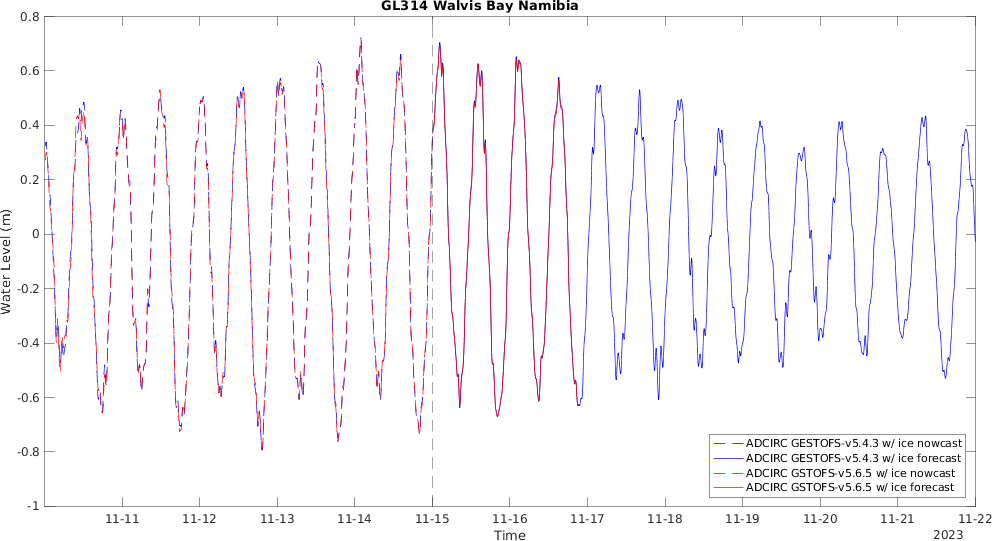 GL314 Walvis Bay Namibia
0.8
0.6
0.4
0.2
0
-0.2
-0.4
-0.6
-0.8
-1
Water Level (m)
ADCIRC GESTOFS-v5.4.3 w/ ice nowcast
ADCIRC GESTOFS-v5.4.3 w/ ice forecast
ADCIRC GSTOFS-v5.6.5 w/ ice nowcast
ADCIRC GSTOFS-v5.6.5 w/ ice forecast
11-11 11-12 11-13 11-14 11-15 11-16 11-17 11-18 11-19 11-20 11-21 11-22
Time
2023